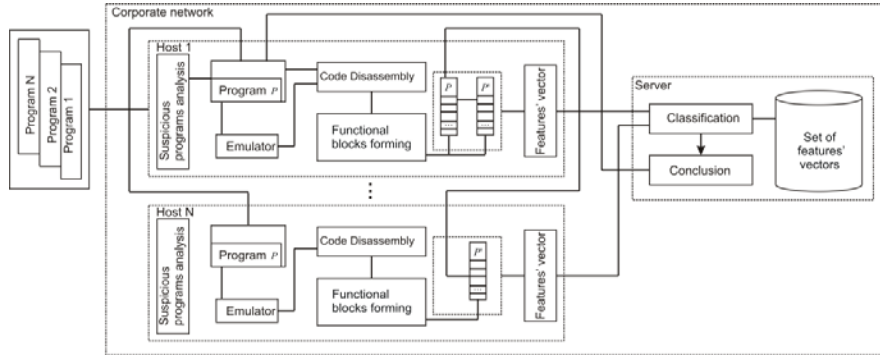 Corporate network
Program N
Program 2
Program 1
Host 1
Suspicious
programs analysis
Program P
Emulator
Code Disassembly
Functional
blocks forming
P
P'
...
...
Features' vector
Server
Classification
Conclusion
Set of
features'
vectors
⋮
Host N
Suspicious
programs analysis
Program P
Emulator
Code Disassembly
Functional
blocks forming
P'
...
Features' vector